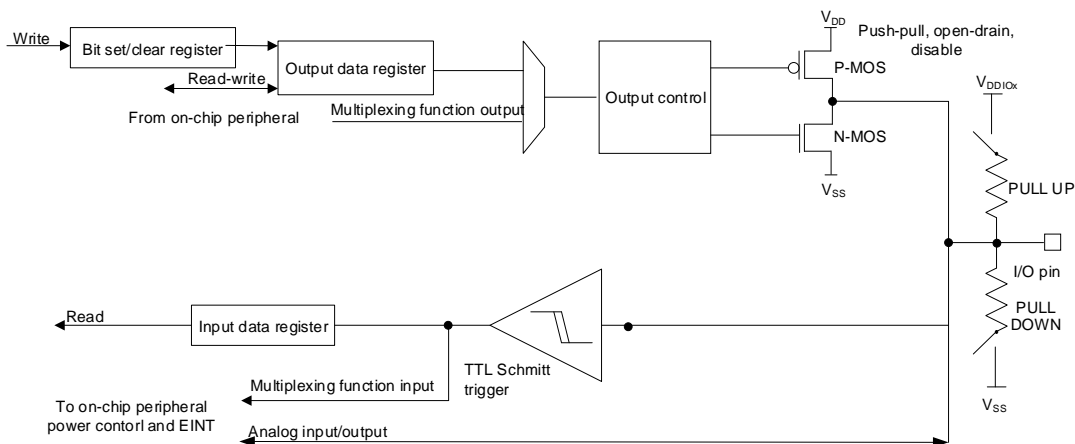 Write
Bit set/clear register
Read-write
From on-chip peripheral
Output data register
Multiplexing function output
Output control
VDD
Push-pull, open-drain,
disable
P-MOS
N-MOS
VSS
VDDIOx
PULL UP
I/O pin
PULL
DOWN
VSS
Read
Input data register
TTL Schmitt
trigger
Multiplexing function input
To on-chip peripheral
power contorl and EINT
Analog input/output